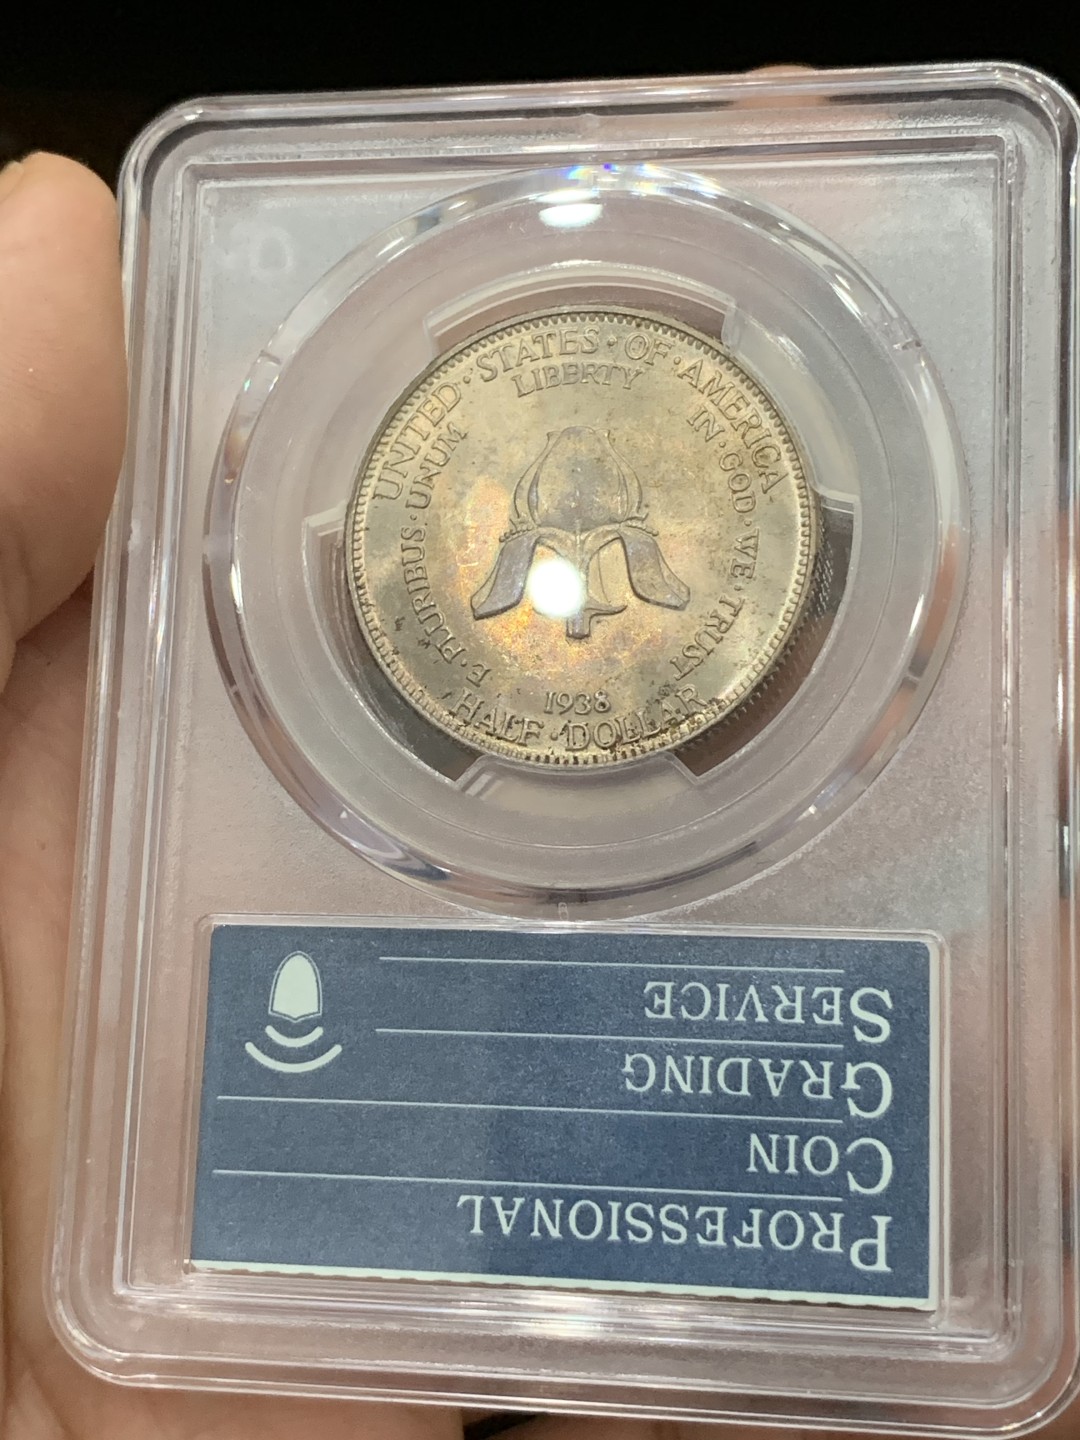 UNITED·STATES·OF·AMERICA
LIBERTY
E·PLURIBUS·UNUM
IN·GOD·WE·TRUST
1938
HALF·DOLLAR
PROFESSIONAL
COIN
GRADING
SERVICE